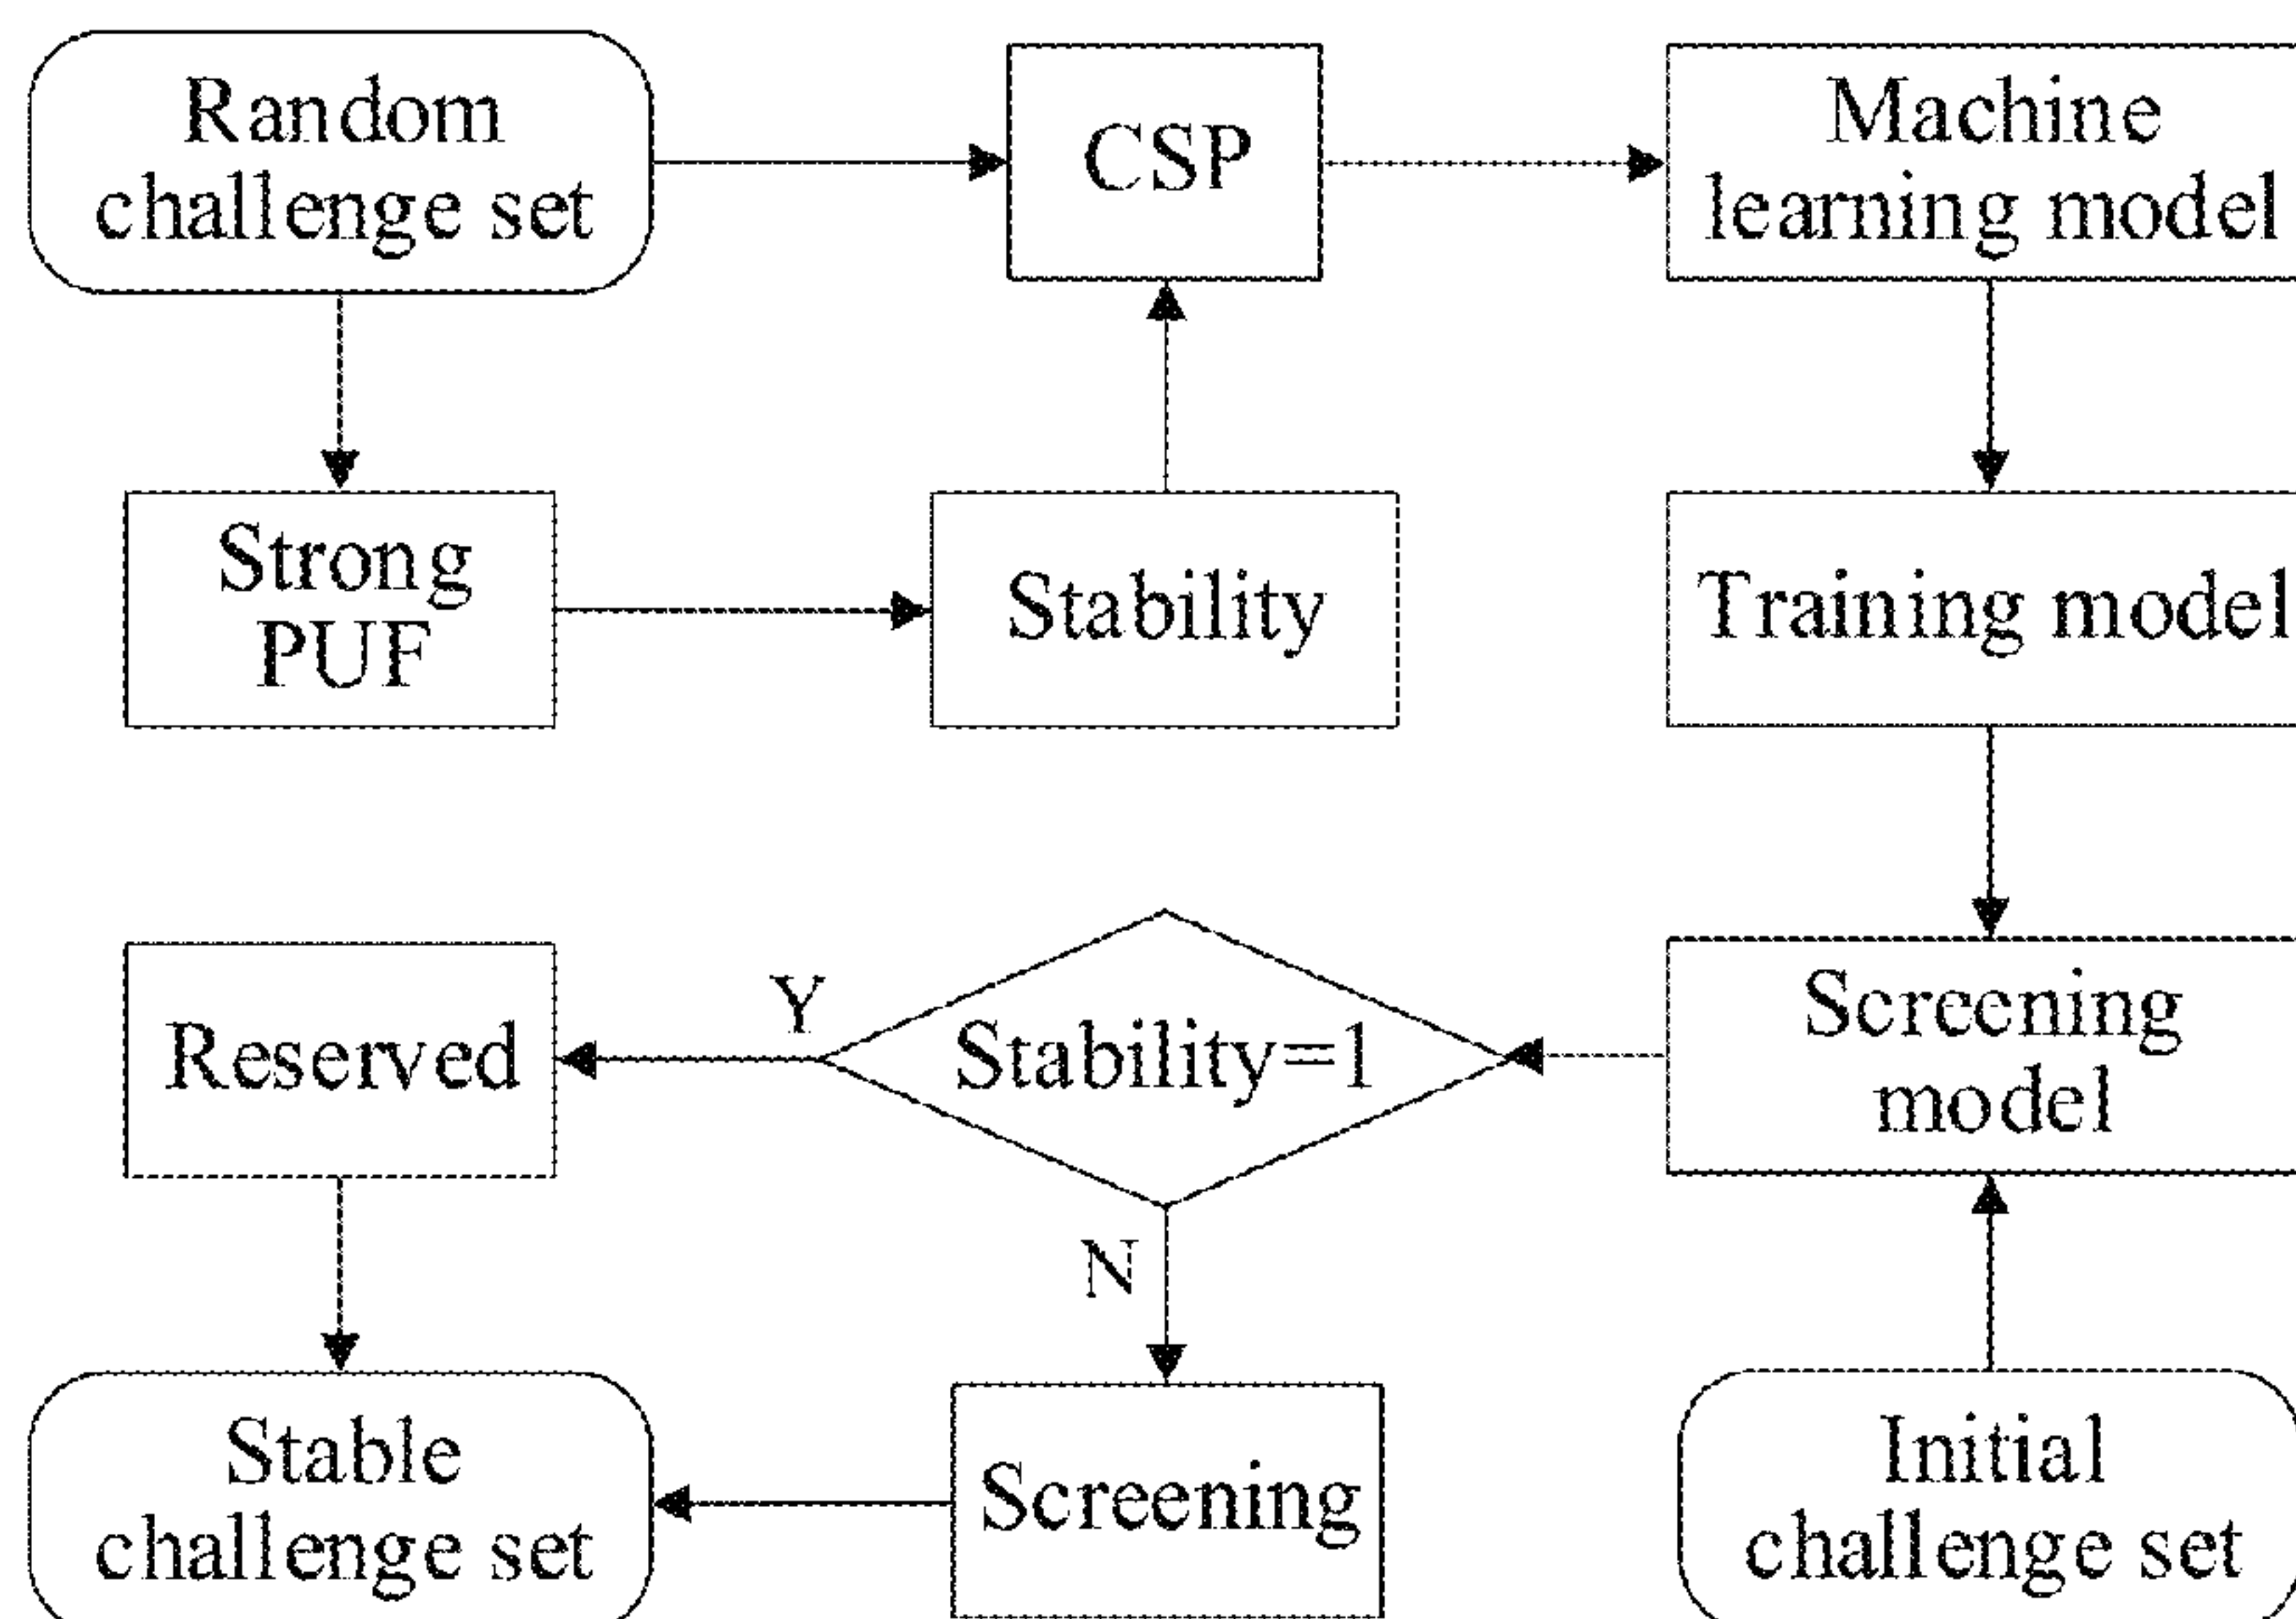 Random
challenge set
CSP
Machine
learning model
Strong
PUF
Stability
Training model
Reserved
Y
Stability=1
Screening
model
N
Stable
challenge set
Screening
Initial
challenge set